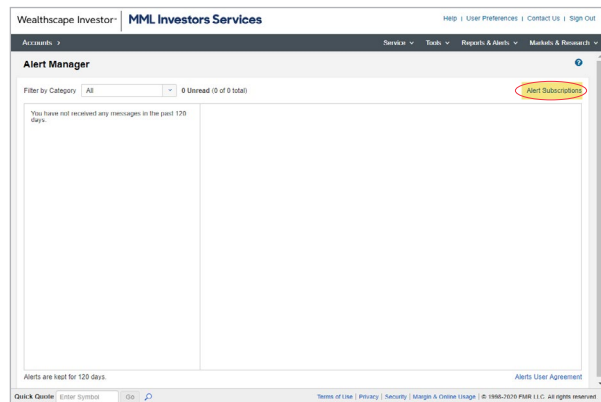 Wealthscape Investor℠ MML Investors Services
Help | User Preferences | Contact Us | Sign Out
Accounts > Service Tools Reports & Alerts Markets & Research
Alert Manager
Filter by Category All 0 Unread (0 of 0 total) Alert Subscriptions
You have not received any messages in the past 120
days.
Alerts are kept for 120 days. Alerts User Agreement
Quick Quote Enter Symbol Go Terms of Use | Privacy | Security | Margin & Online Usage | © 1998-2020 FMR LLC. All rights reserved.